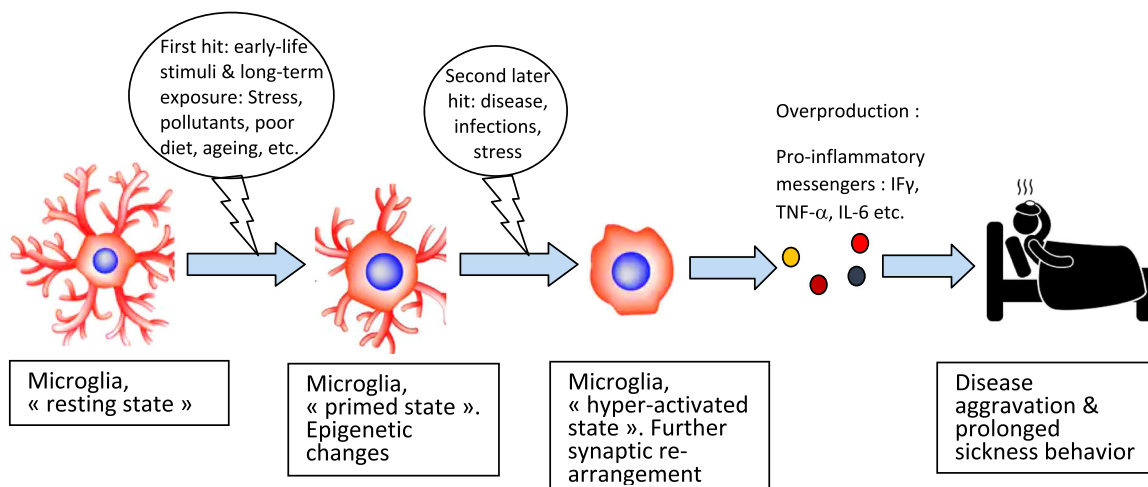 First hit: early-life
stimuli & long-term
exposure: Stress,
pollutants, poor
diet, ageing, etc.
Second later
hit: disease,
infections,
stress
Overproduction :
Pro-inflammatory
messengers : IFγ,
TNF-α, IL-6 etc.
Microglia,
« resting state »
Microglia,
« primed state ».
Epigenetic
changes
Microglia,
« hyper-activated
state ». Further
synaptic re-
arrangement
Disease
aggravation &
prolonged
sickness behavior